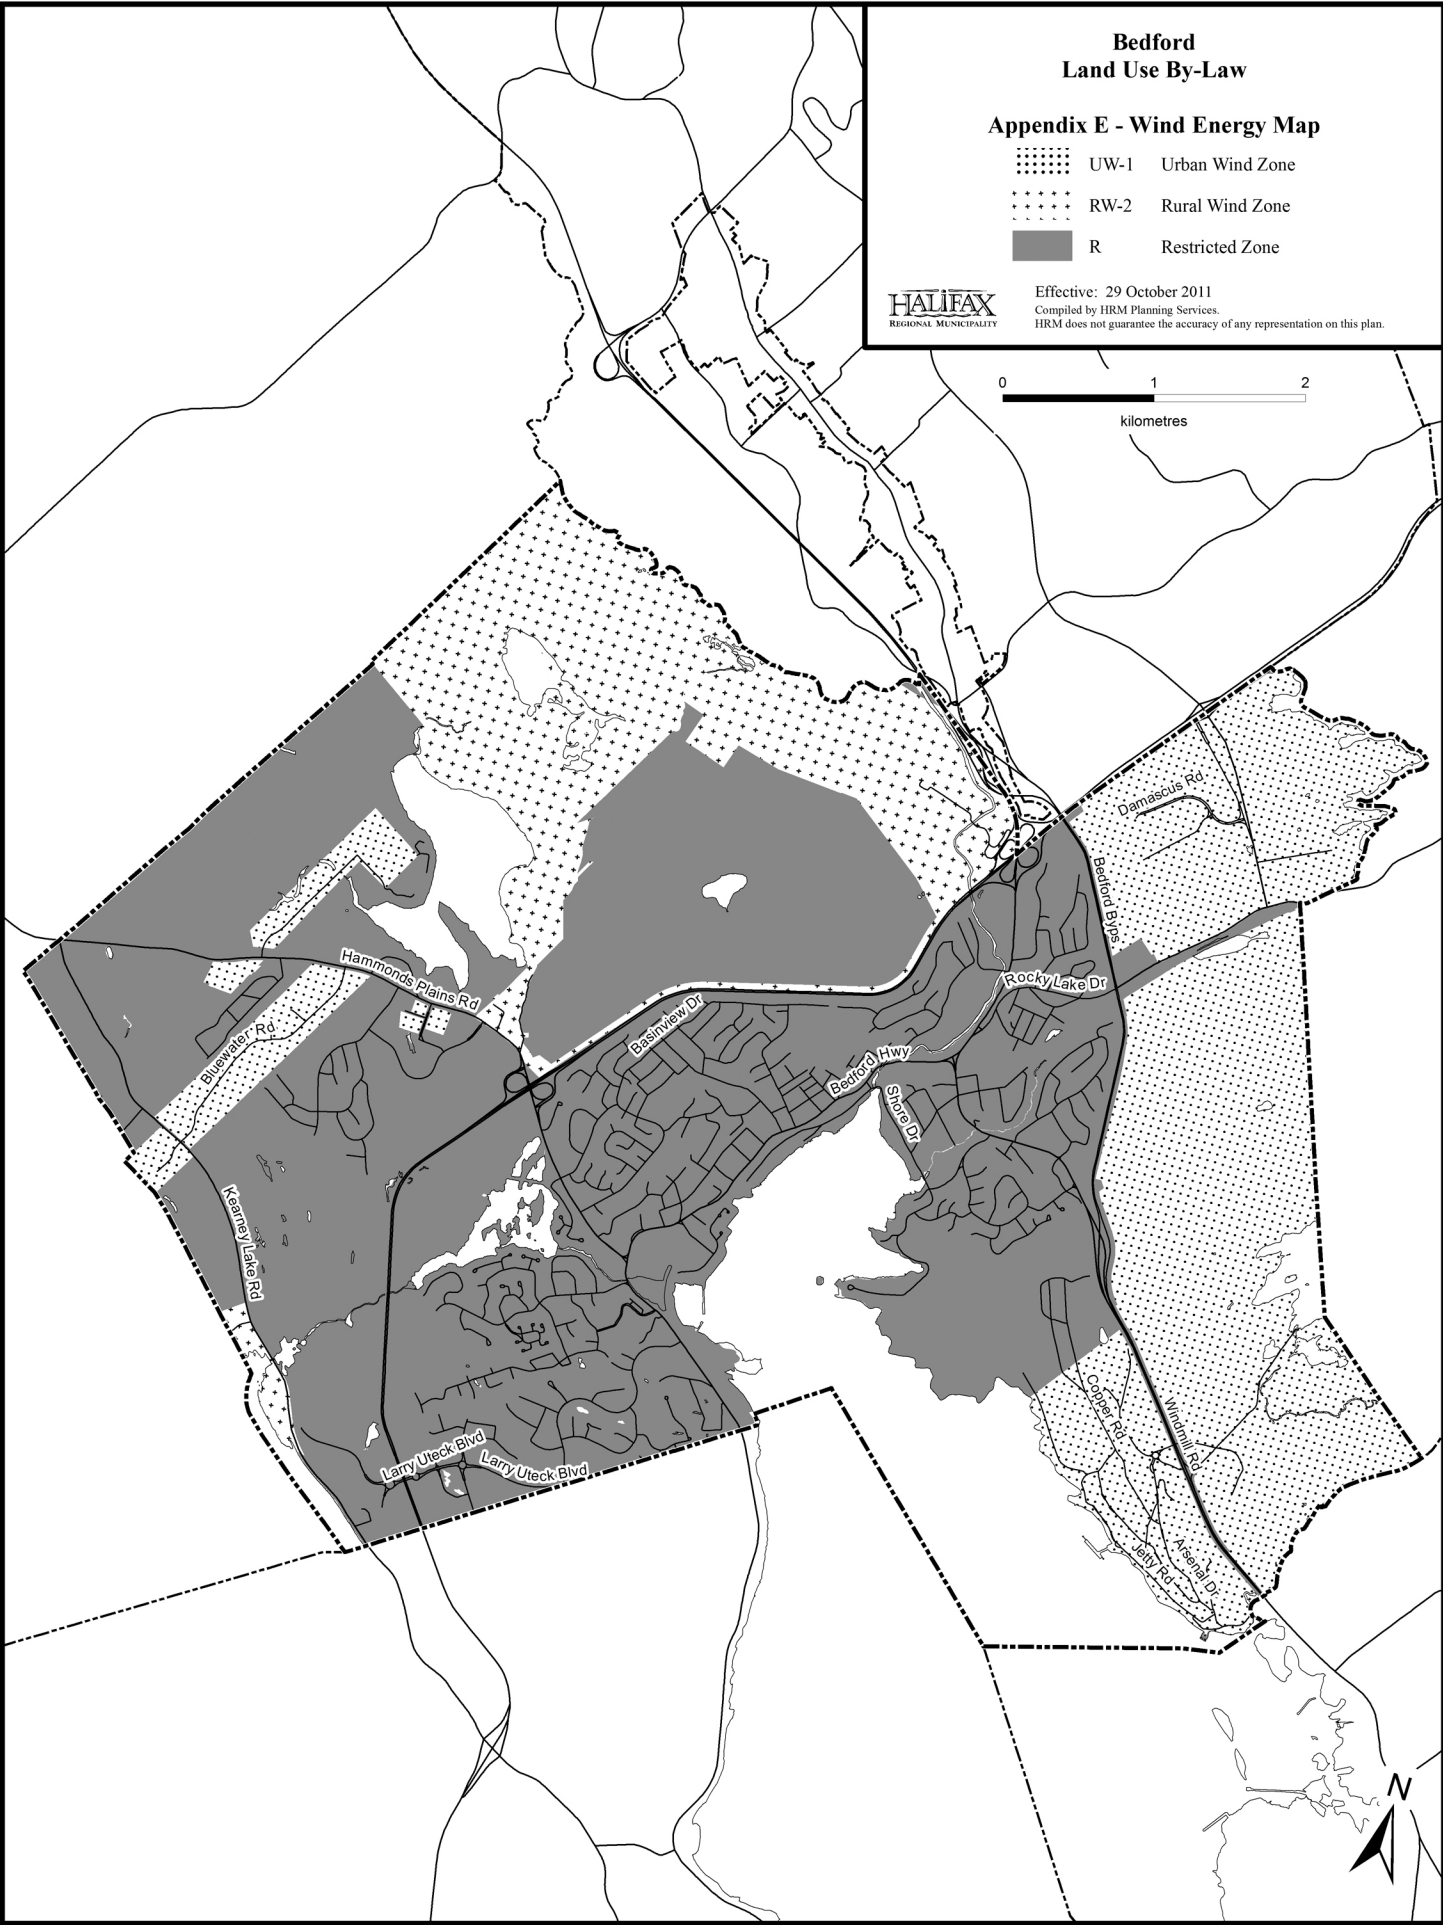 Bedford
Land Use By-Law
Appendix E - Wind Energy Map
UW-1 Urban Wind Zone
RW-2 Rural Wind Zone
R Restricted Zone
HALIFAX
REGIONAL MUNICIPALITY
Effective: 29 October 2011
Compiled by HRM Planning Services.
HRM does not guarantee the accuracy of any representation on this plan.
0 1 2
kilometres
Damascus Rd
Bedford Byps
Hammonds Plains Rd
Rocky Lake Dr
Basinview Dr
Bluewater Rd
Bedford Hwy
Shore Dr
Kearney Lake Rd
Copper Rd
Windmill Rd
Larry Uteck Blvd
Larry Uteck Blvd
Jetty Rd
Arsenal Dr
N